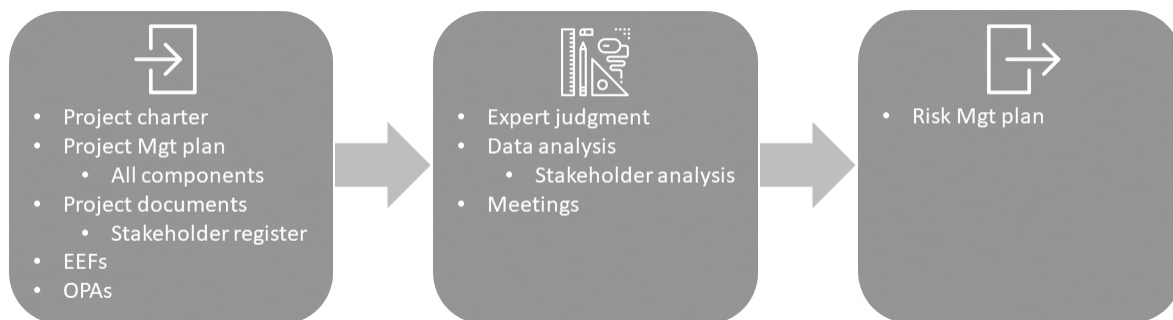 Project charter
Project Mgt plan
All components
Project documents
Stakeholder register
EEFs
OPAs
Expert judgment
Data analysis
Stakeholder analysis
Meetings
Risk Mgt plan